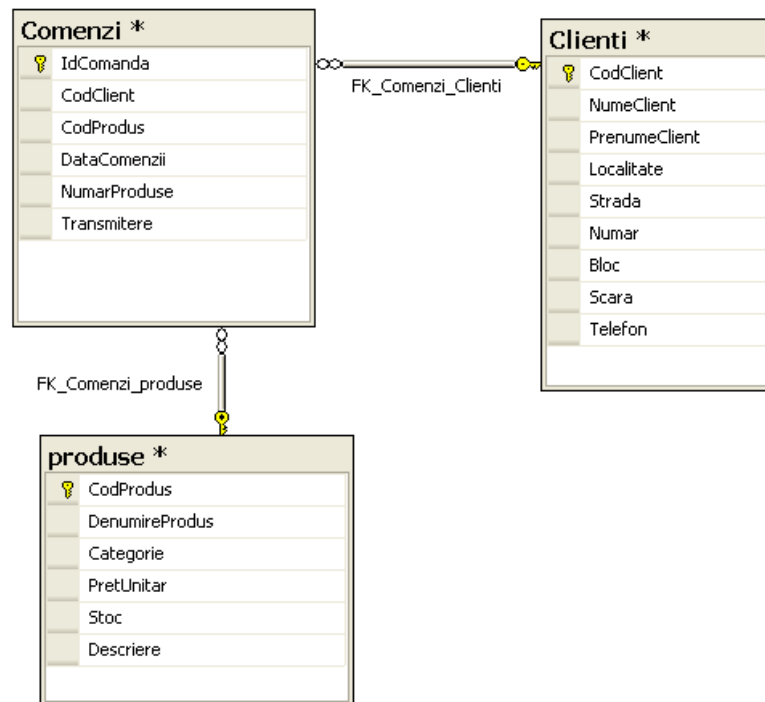 Comenzi *
IdComanda
CodClient
CodProdus
DataComenzii
NumarProduse
Transmitere
FK_Comenzi_Clienti
Clienti *
CodClient
NumeClient
PrenumeClient
Localitate
Strada
Numar
Bloc
Scara
Telefon
FK_Comenzi_produse
produse *
CodProdus
DenumireProdus
Categorie
PretUnitar
Stoc
Descriere